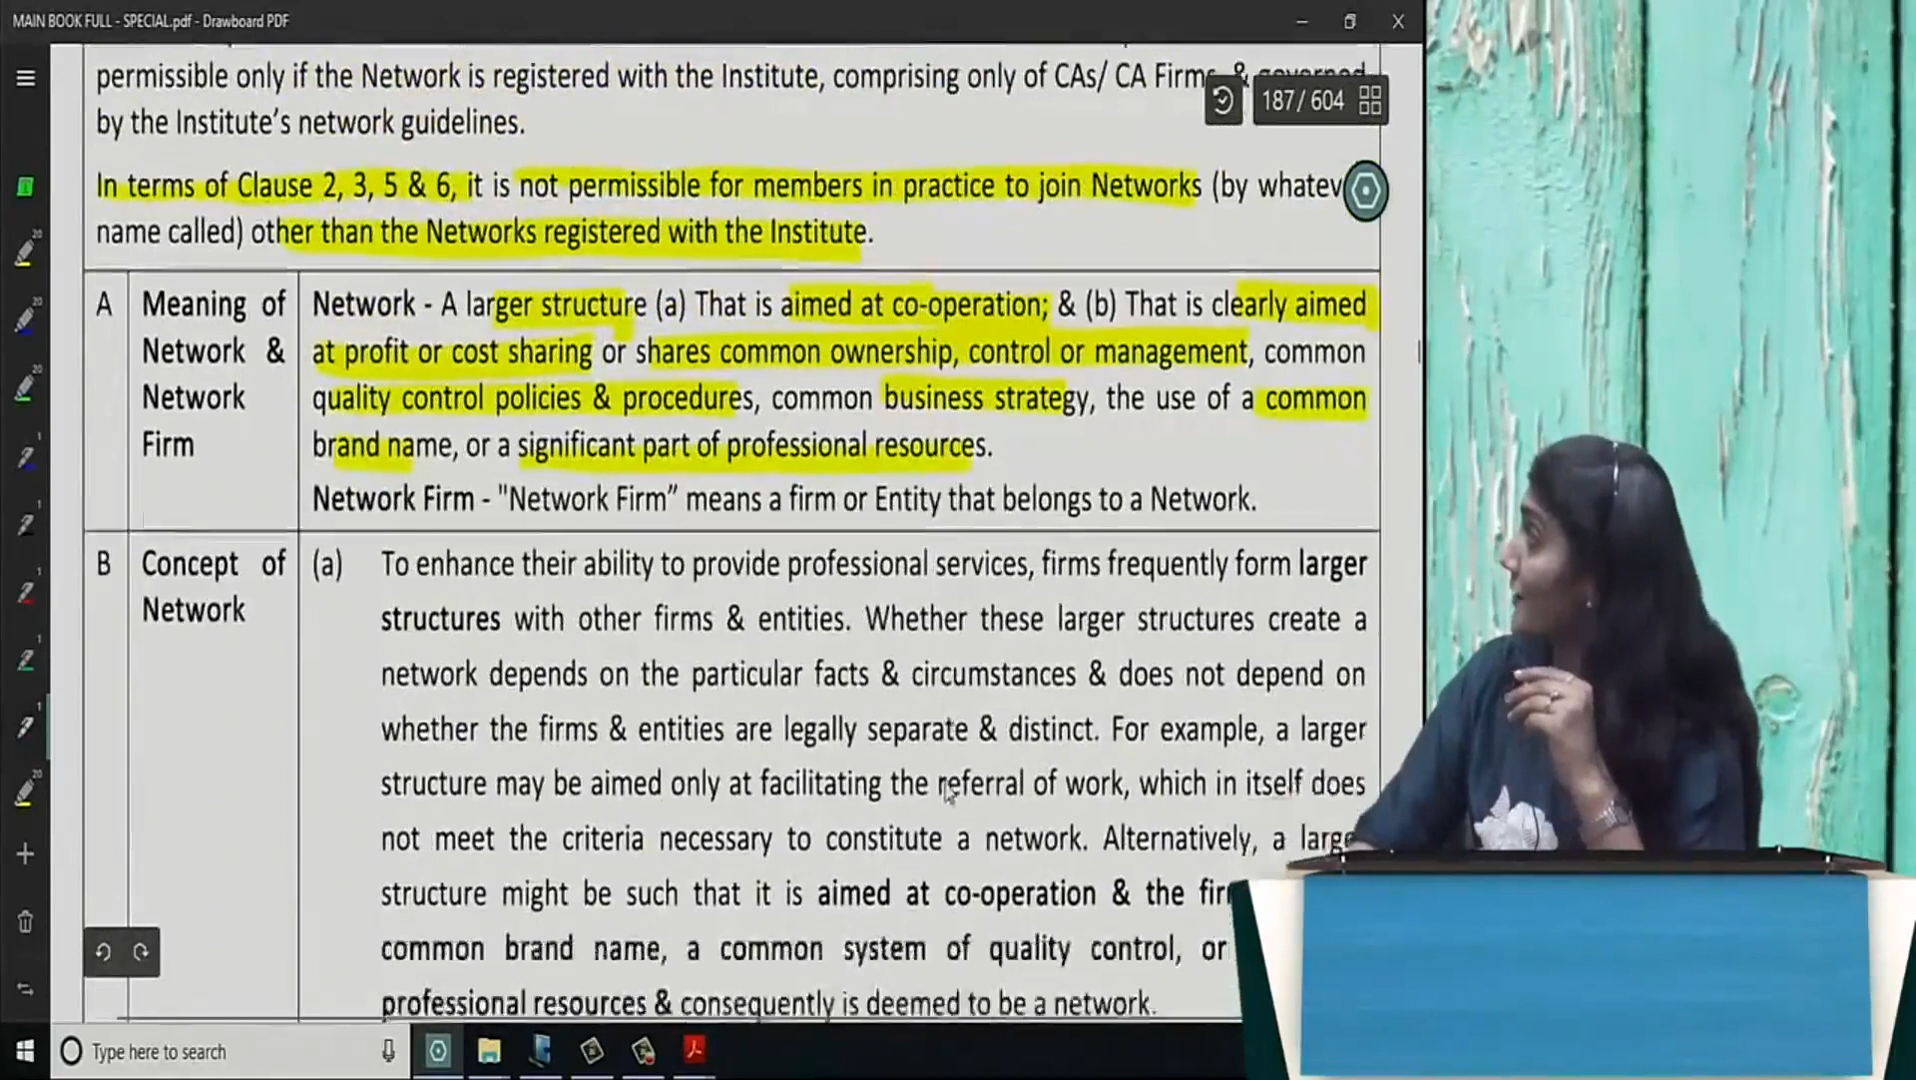 MAIN BOOK FULL - SPECIAL.pdf - Drawboard PDF
permissible only if the Network is registered with the Institute, comprising only of CAs/ CA Firms, & governed
187 / 604
by the Institute's network guidelines.
In terms of Clause 2, 3, 5 & 6, it is not permissible for members in practice to join Networks (by whatev
name called) other than the Networks registered with the Institute.
A Meaning of Network & Network Firm
Network - A larger structure (a) That is aimed at co-operation; & (b) That is clearly aimed
at profit or cost sharing or shares common ownership, control or management, common
quality control policies & procedures, common business strategy, the use of a common
brand name, or a significant part of professional resources.
Network Firm - "Network Firm" means a firm or Entity that belongs to a Network.
B Concept of Network
(a) To enhance their ability to provide professional services, firms frequently form larger
structures with other firms & entities. Whether these larger structures create a
network depends on the particular facts & circumstances & does not depend on
whether the firms & entities are legally separate & distinct. For example, a larger
structure may be aimed only at facilitating the referral of work, which in itself does
not meet the criteria necessary to constitute a network. Alternatively, a large
structure might be such that it is aimed at co-operation & the fir
common brand name, a common system of quality control, or
professional resources & consequently is deemed to be a network.
Type here to search